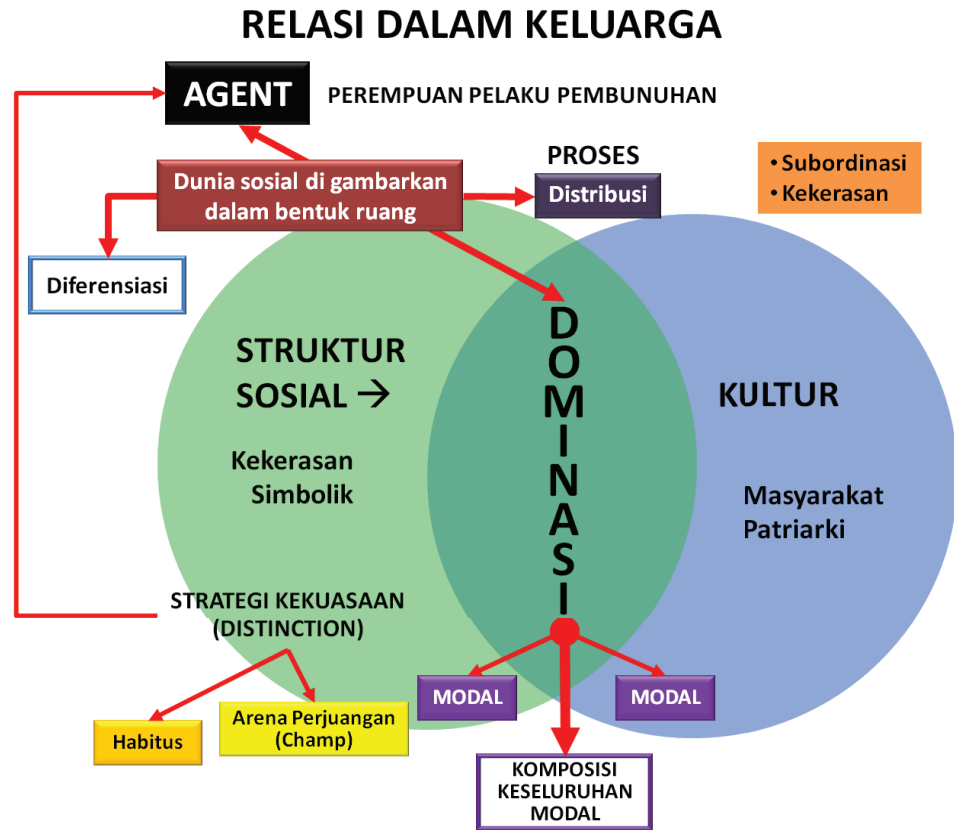 RELASI DALAM KELUARGA
AGENT
PEREMPUAN PELAKU PEMBUNUHAN
PROSES
Dunia sosial di gambarkan
dalam bentuk ruang
Distribusi
• Subordinasi
• Kekerasan
Diferensiasi
DOMINASI
STRUKTUR
SOSIAL →
KULTUR
Kekerasan
Simbolik
Masyarakat
Patriarki
STRATEGI KEKUASAAN
(DISTINCTION)
MODAL
MODAL
Habitus
Arena Perjuangan
(Champ)
KOMPOSISI
KESELURUHAN
MODAL